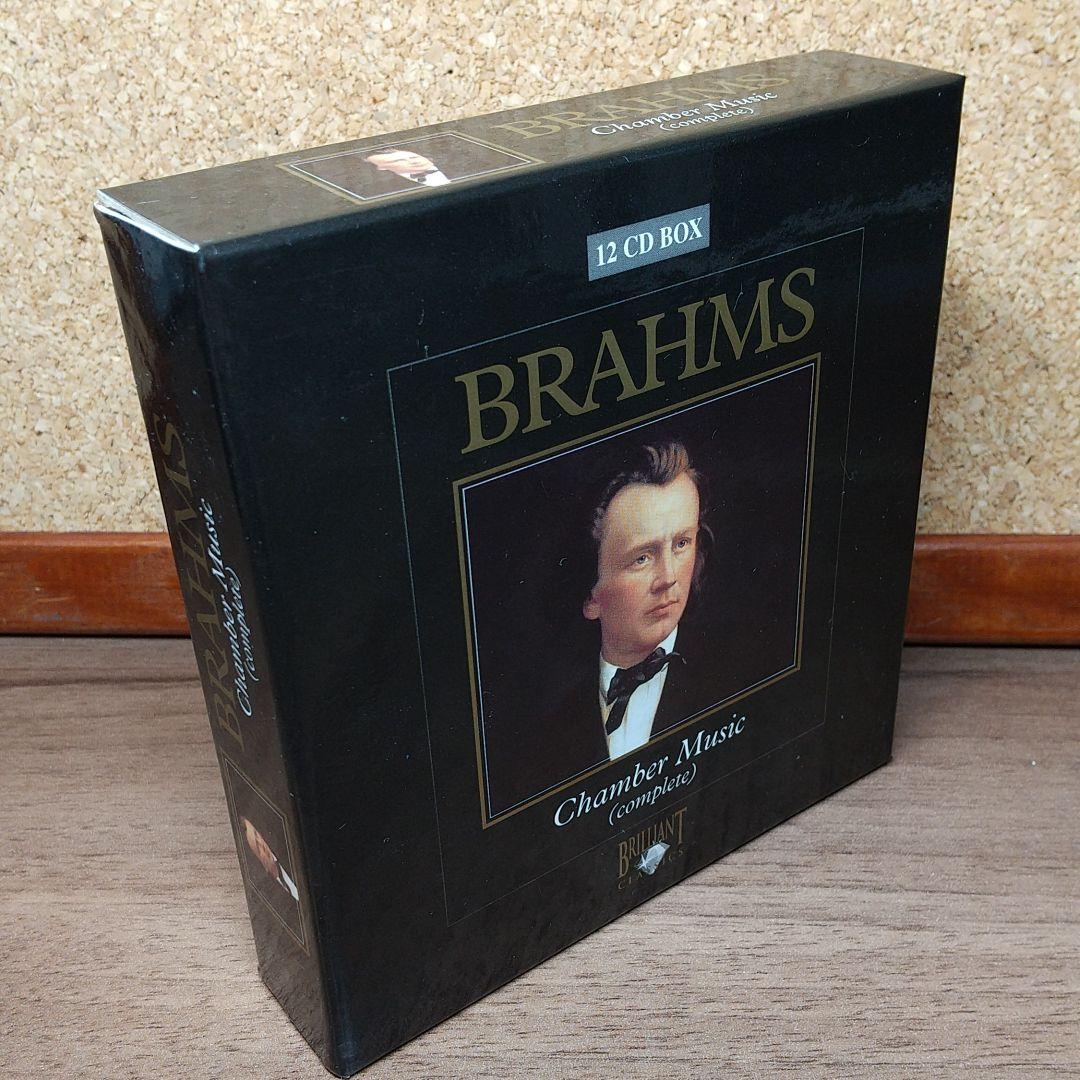 BRAHMS
Chamber Music
(complete)
12 CD BOX
BRAHMS
Chamber Music
(complete)
BRILLIANT
CLASSICS
BRAHMS
Chamber Music
(complete)